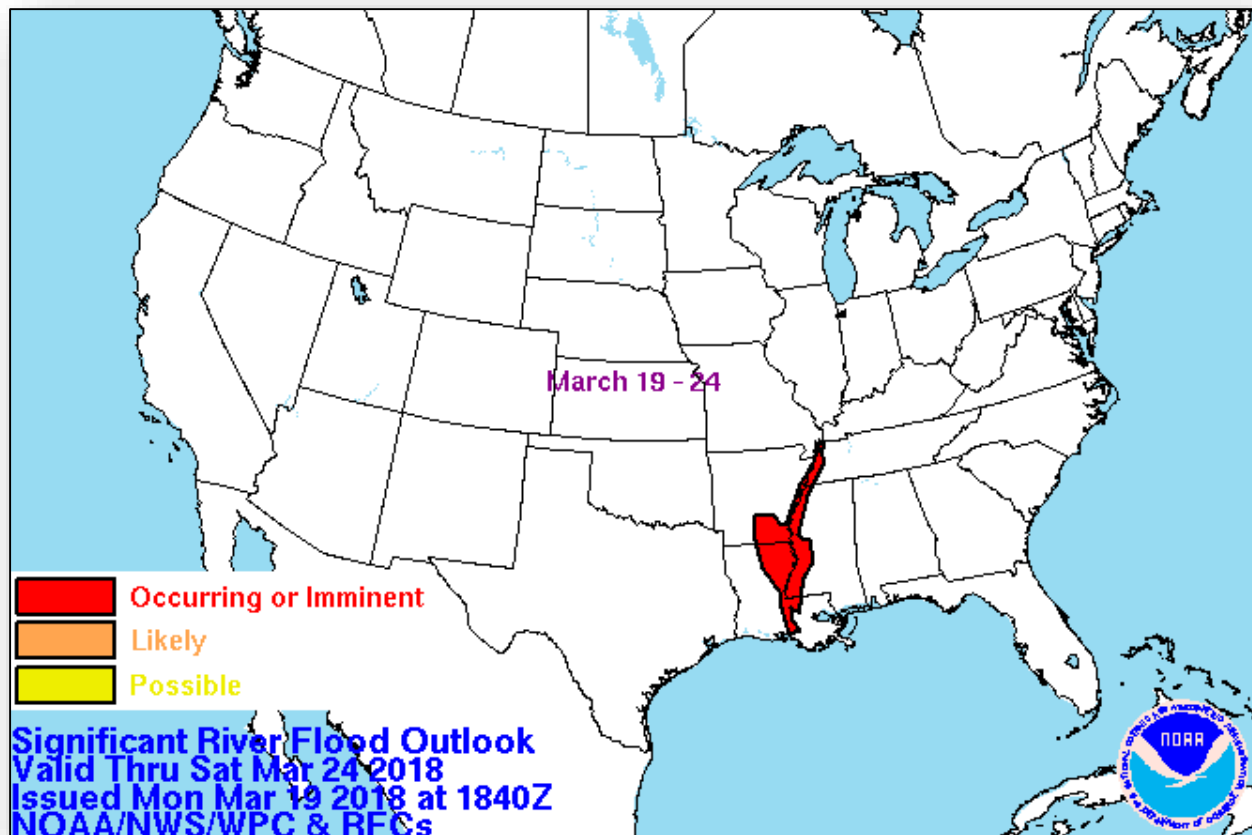 March 19 - 24
Occurring or Imminent
Likely
Possible
Significant River Flood Outlook
Valid Thru Sat Mar 24 2018
Issued Mon Mar 19 2018 at 1840Z
NOAA/NWS/WPC & RFCs
NOAA